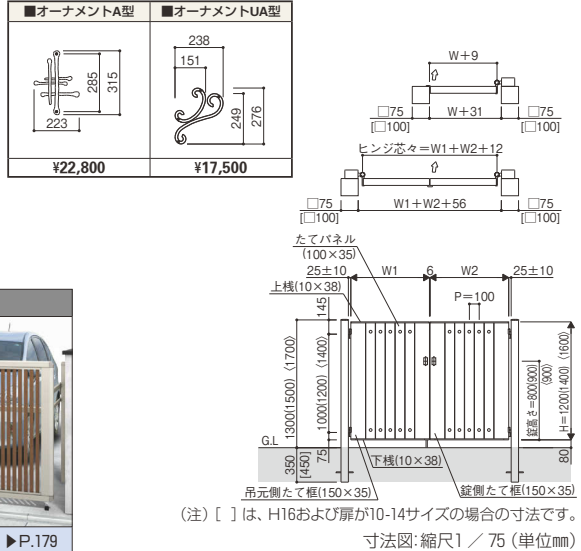 ■オーナメントA型
■オーナメントUA型
285
315
223
238
151
249
276
¥22,800
¥17,500
W+9
□75
[□100]
W+31
□75
[□100]
ヒンジ芯々=W1+W2+12
□75
[□100]
W1+W2+56
□75
[□100]
たてパネル
(100×35)
25±10
W1
6
W2
25±10
上桟(10×38)
P=100
145
1300(1500)〈1700〉
1000(1200)〈1400〉
錠高さ=800(900)
〈900〉
H=1200(1400)〈1600〉
G.L
350
[450]
75
80
下桟(10×38)
吊元側たて框(150×35)
錠側たて框(150×35)
(注)[ ]は、H16および扉が10-14サイズの場合の寸法です。
寸法図:縮尺1/75(単位㎜)
▶P.179